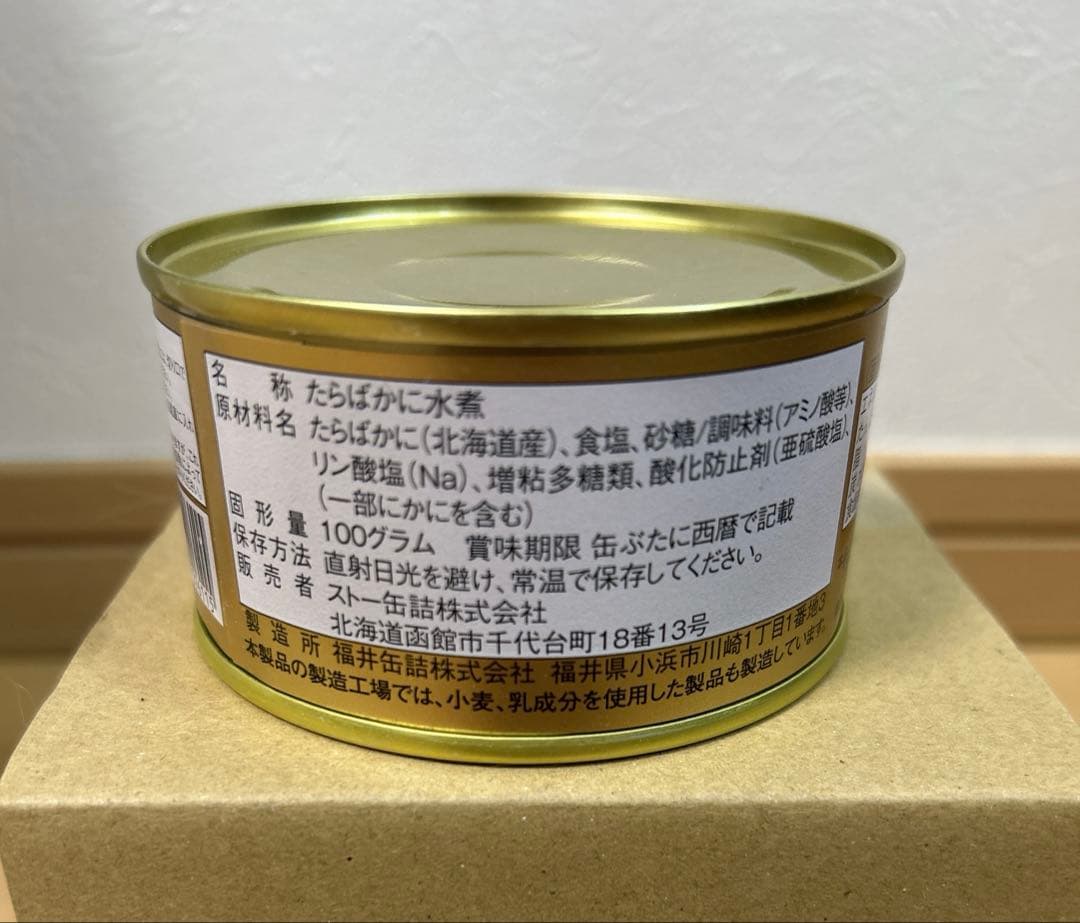 名称 たらばかに水煮
原材料名 たらばかに(北海道産)、食塩、砂糖/調味料(アミノ酸等)、
リン酸塩(Na)、増粘多糖類、酸化防止剤(亜硫酸塩)、
(一部にかにを含む)
固形量 100グラム 賞味期限 缶ぶたに西暦で記載
保存方法 直射日光を避け、常温で保存してください。
販売者 ストー缶詰株式会社
北海道函館市千代台町18番13号
製造所 福井缶詰株式会社 福井県小浜市川崎1丁目1番地3
本製品の製造工場では、小麦、乳成分を使用した製品も製造しています。